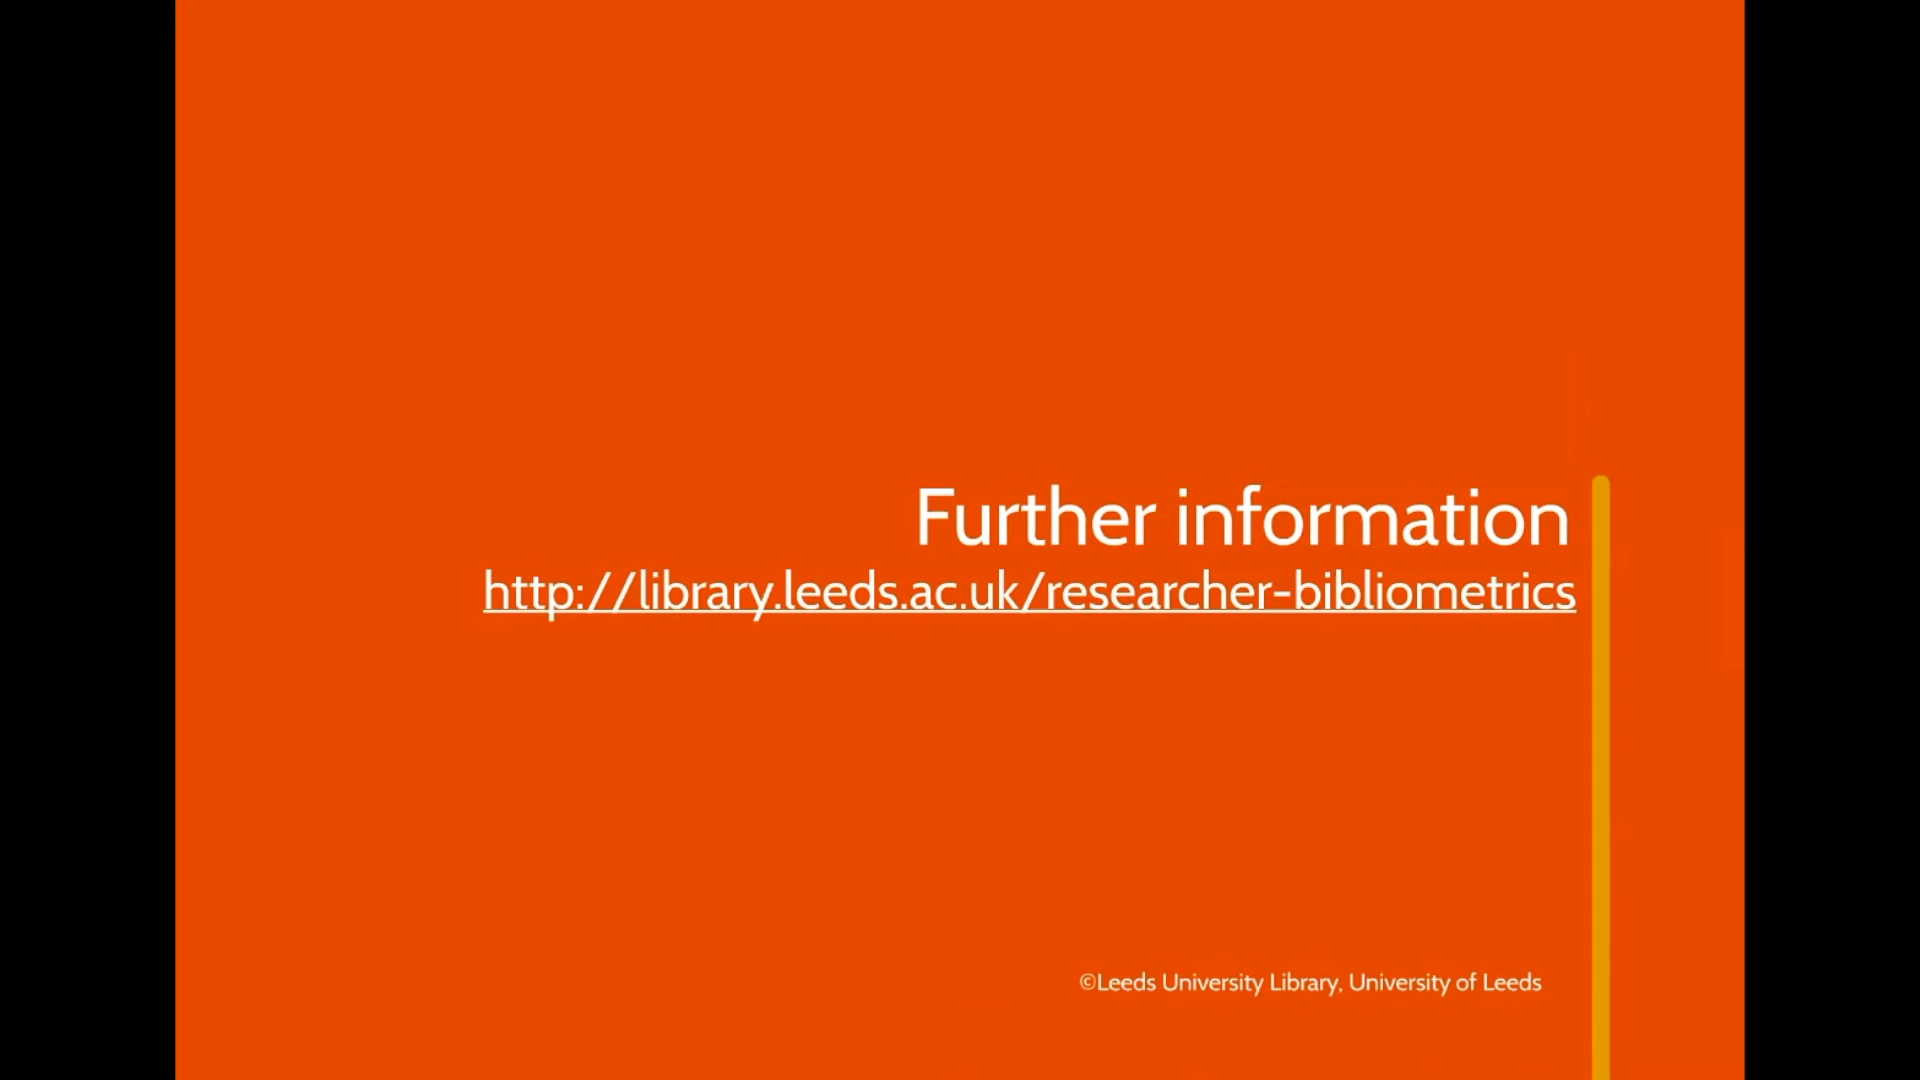 Further information
http://library.leeds.ac.uk/researcher-bibliometrics
©Leeds University Library, University of Leeds